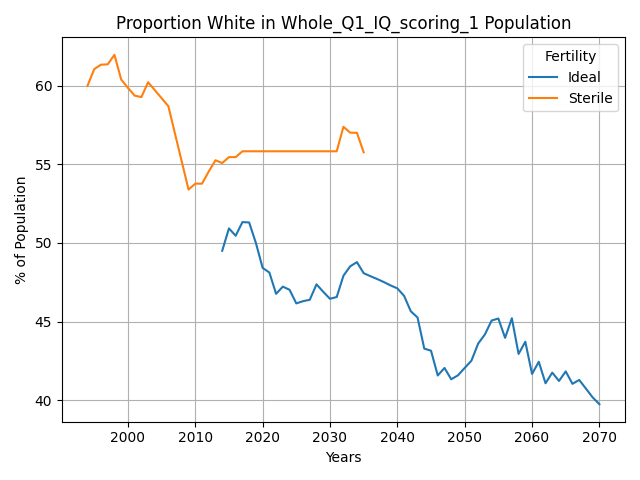 Proportion White in Whole_Q1_IQ_scoring_1 Population
Fertility
Ideal
Sterile
% of Population
60
55
50
45
40
2000
2010
2020
2030
2040
2050
2060
2070
Years